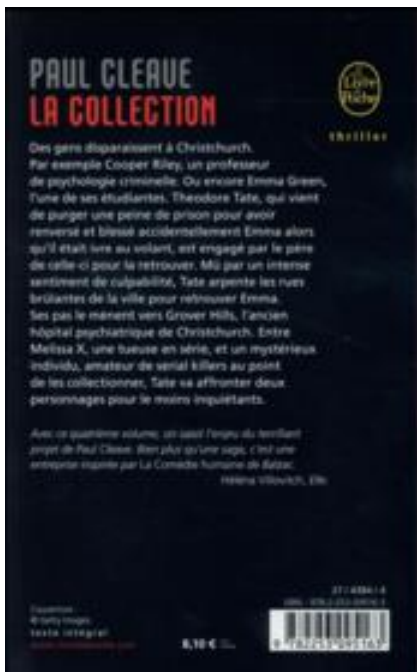 PAUL CLEAVE
LA COLLECTION
Le Livre
de Poche
thriller
Des gens disparaissent à Christchurch.
Par exemple Cooper Riley, un professeur
de psychologie criminelle. Ou encore Emma Green,
l'une de ses étudiantes. Theodore Tate, qui vient
de purger une peine de prison pour avoir
renversé et blessé accidentellement Emma alors
qu'il était ivre au volant, est engagé par le père
de celle-ci pour la retrouver. Mû par un intense
sentiment de culpabilité, Tate arpente les rues
brûlantes de la ville pour retrouver Emma.
Ses pas le mènent vers Grover Hills, l'ancien
hôpital psychiatrique de Christchurch. Entre
Melissa X, une tueuse en série, et un mystérieux
individu, amateur de serial killers au point
de les collectionner, Tate va affronter deux
personnages pour le moins inquiétants.
Avec ce quatrième volume, on saisit l'enjeu du terrifiant
projet de Paul Cleave. Bien plus qu'une saga, c'est une
entreprise inspirée par La Comédie humaine de Balzac.
Héléna Villovitch, Elle.
Couverture :
© Getty Images.
texte intégral
8,10 €